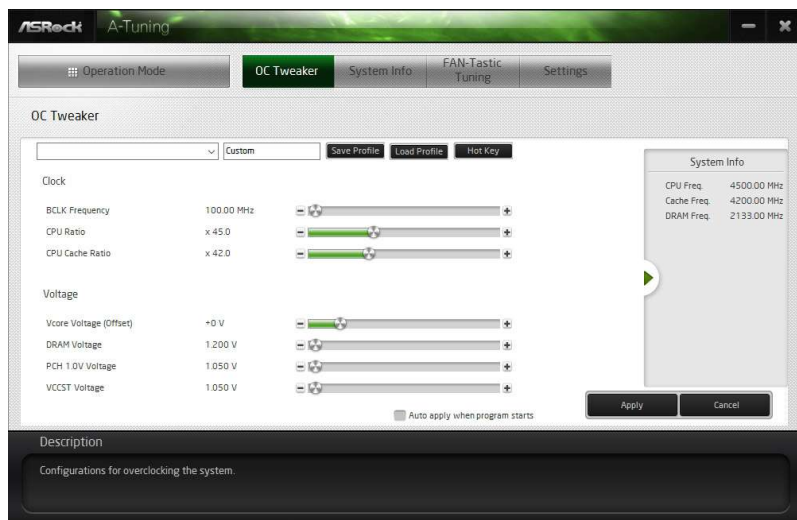 ASRock A-Tuning
Operation Mode
OC Tweaker
System Info
FAN-Tastic
Tuning
Settings
OC Tweaker
Custom
Save Profile
Load Profile
Hot Key
Clock
BCLK Frequency 100.00 MHz
CPU Ratio x 45.0
CPU Cache Ratio x 42.0
Voltage
Vcore Voltage (Offset) +0 V
DRAM Voltage 1.200 V
PCH 1.0V Voltage 1.050 V
VCCST Voltage 1.050 V
Auto apply when program starts
System Info
CPU Freq. 4500.00 MHz
Cache Freq. 4200.00 MHz
DRAM Freq. 2133.00 MHz
Apply
Cancel
Description
Configurations for overclocking the system.